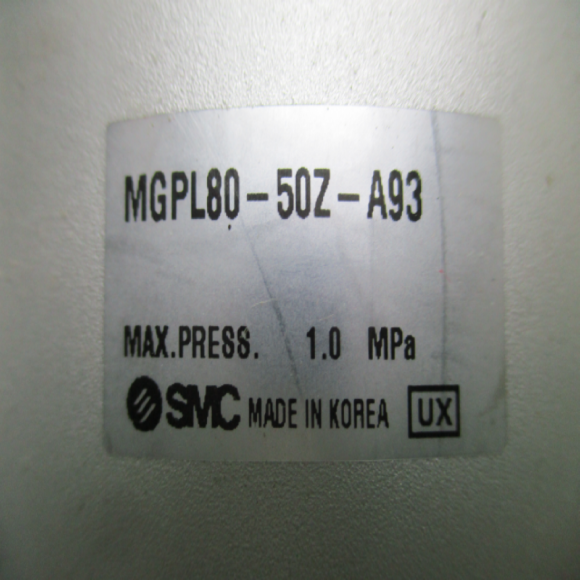 MGPL80-50Z-A93
MAX.PRESS. 1.0 MPa
SMC MADE IN KOREA UX